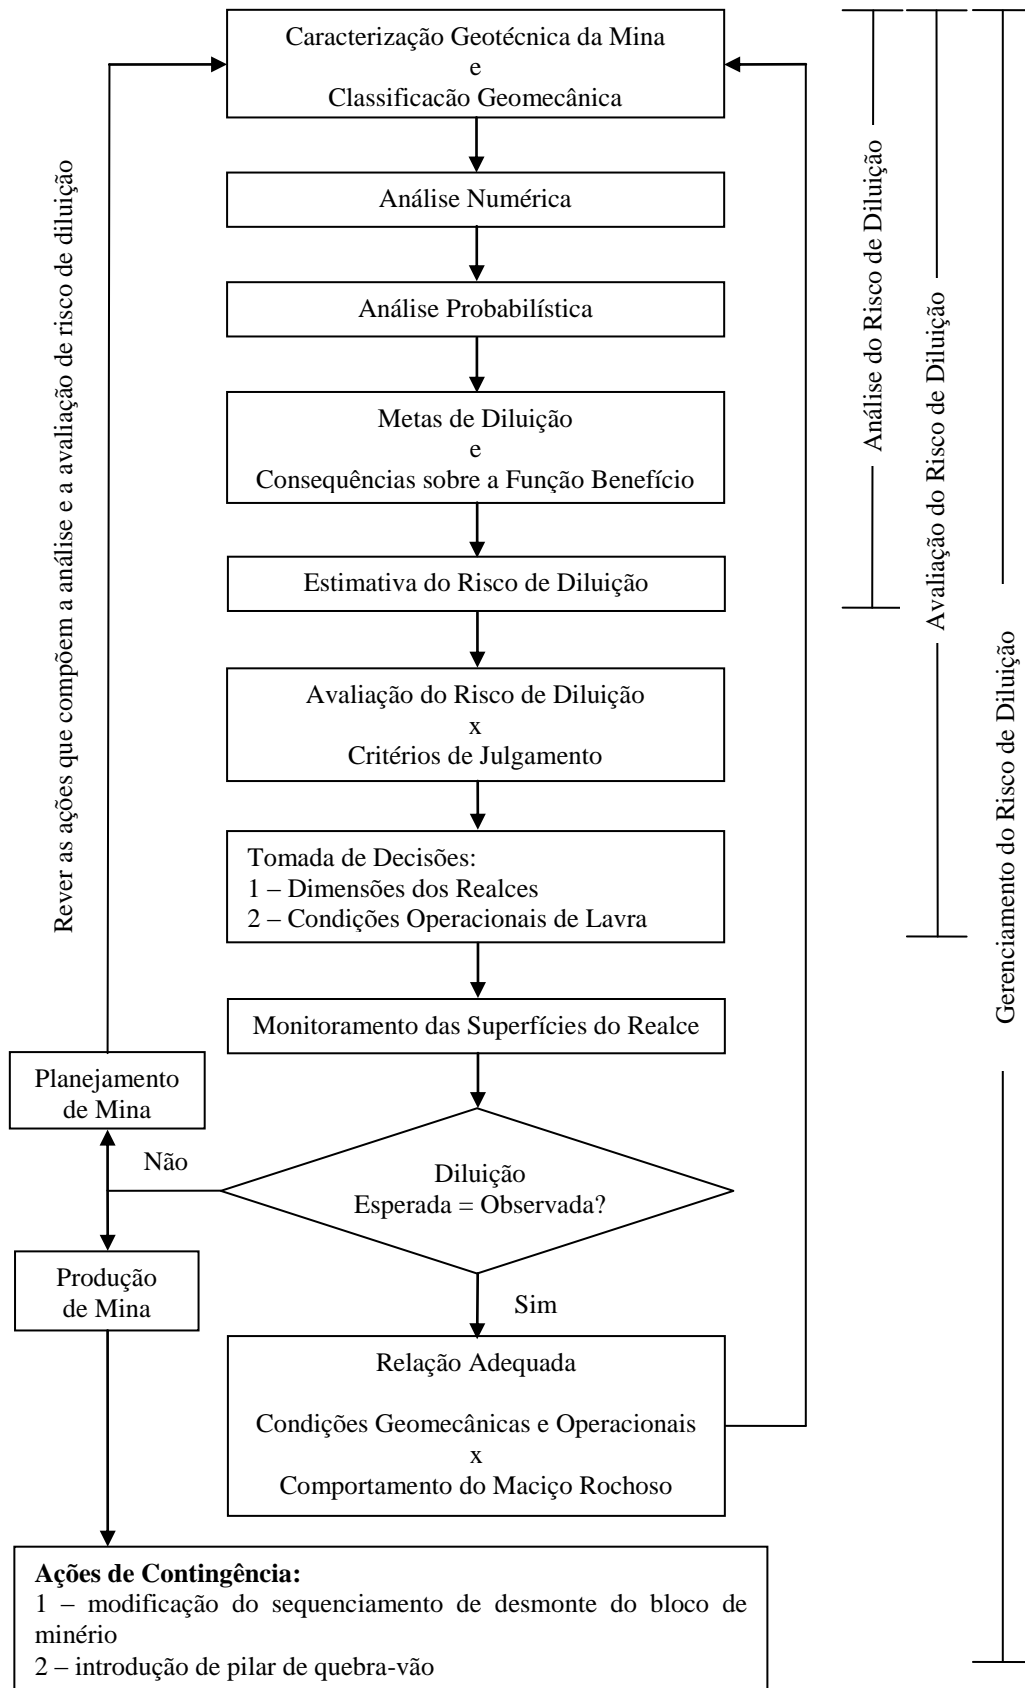 Caracterização Geotécnica da Mina
e
Classificacão Geomecânica
Análise Numérica
Análise Probabilística
Metas de Diluição
e
Consequências sobre a Função Benefício
Estimativa do Risco de Diluição
Avaliação do Risco de Diluição
x
Critérios de Julgamento
Tomada de Decisões:
1 – Dimensões dos Realces
2 – Condições Operacionais de Lavra
Monitoramento das Superfícies do Realce
Diluição
Esperada = Observada?
Não
Planejamento
de Mina
Rever as ações que compõem a análise e a avaliação de risco de diluição
Produção
de Mina
Sim
Relação Adequada
Condições Geomecânicas e Operacionais
x
Comportamento do Maciço Rochoso
Ações de Contingência:
1 – modificação do sequenciamento de desmonte do bloco de
minério
2 – introdução de pilar de quebra-vão
Análise do Risco de Diluição
Avaliação do Risco de Diluição
Gerenciamento do Risco de Diluição